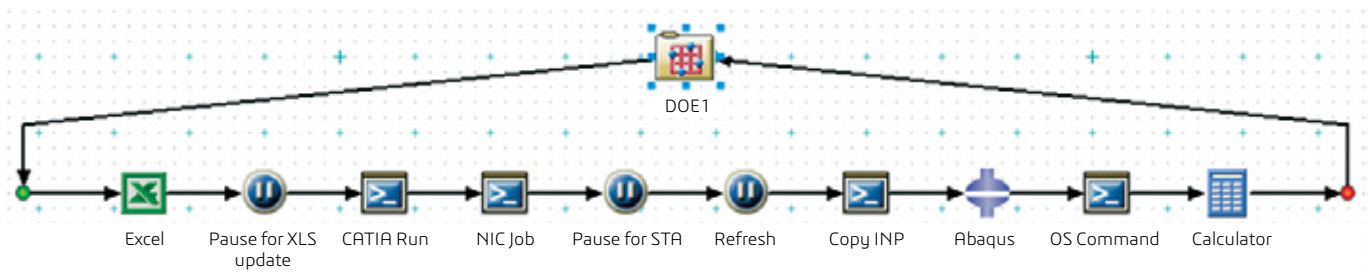 DOE1
Excel
Pause for XLS
update
CATIA Run
NIC Job
Pause for STA
Refresh
Copy INP
Abaqus
OS Command
Calculator